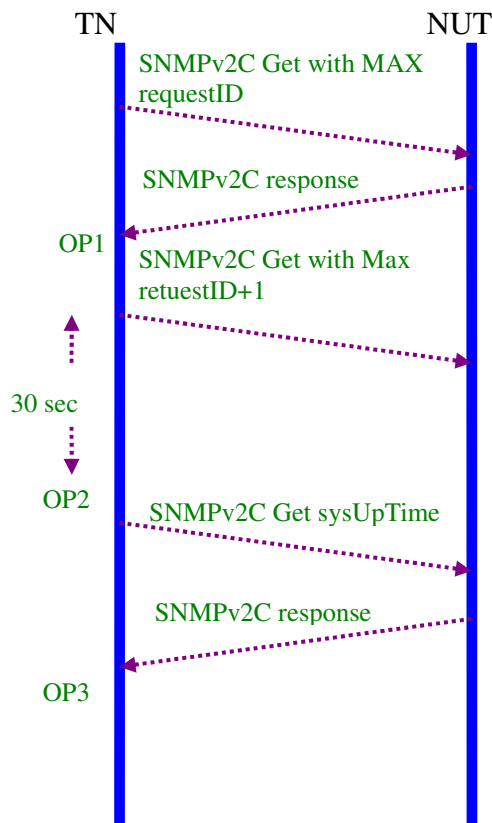 TN
NUT
SNMPv2C Get with MAX
requestID
SNMPv2C response
OP1
SNMPv2C Get with Max
retuestID+1
30 sec
OP2
SNMPv2C Get sysUpTime
SNMPv2C response
OP3